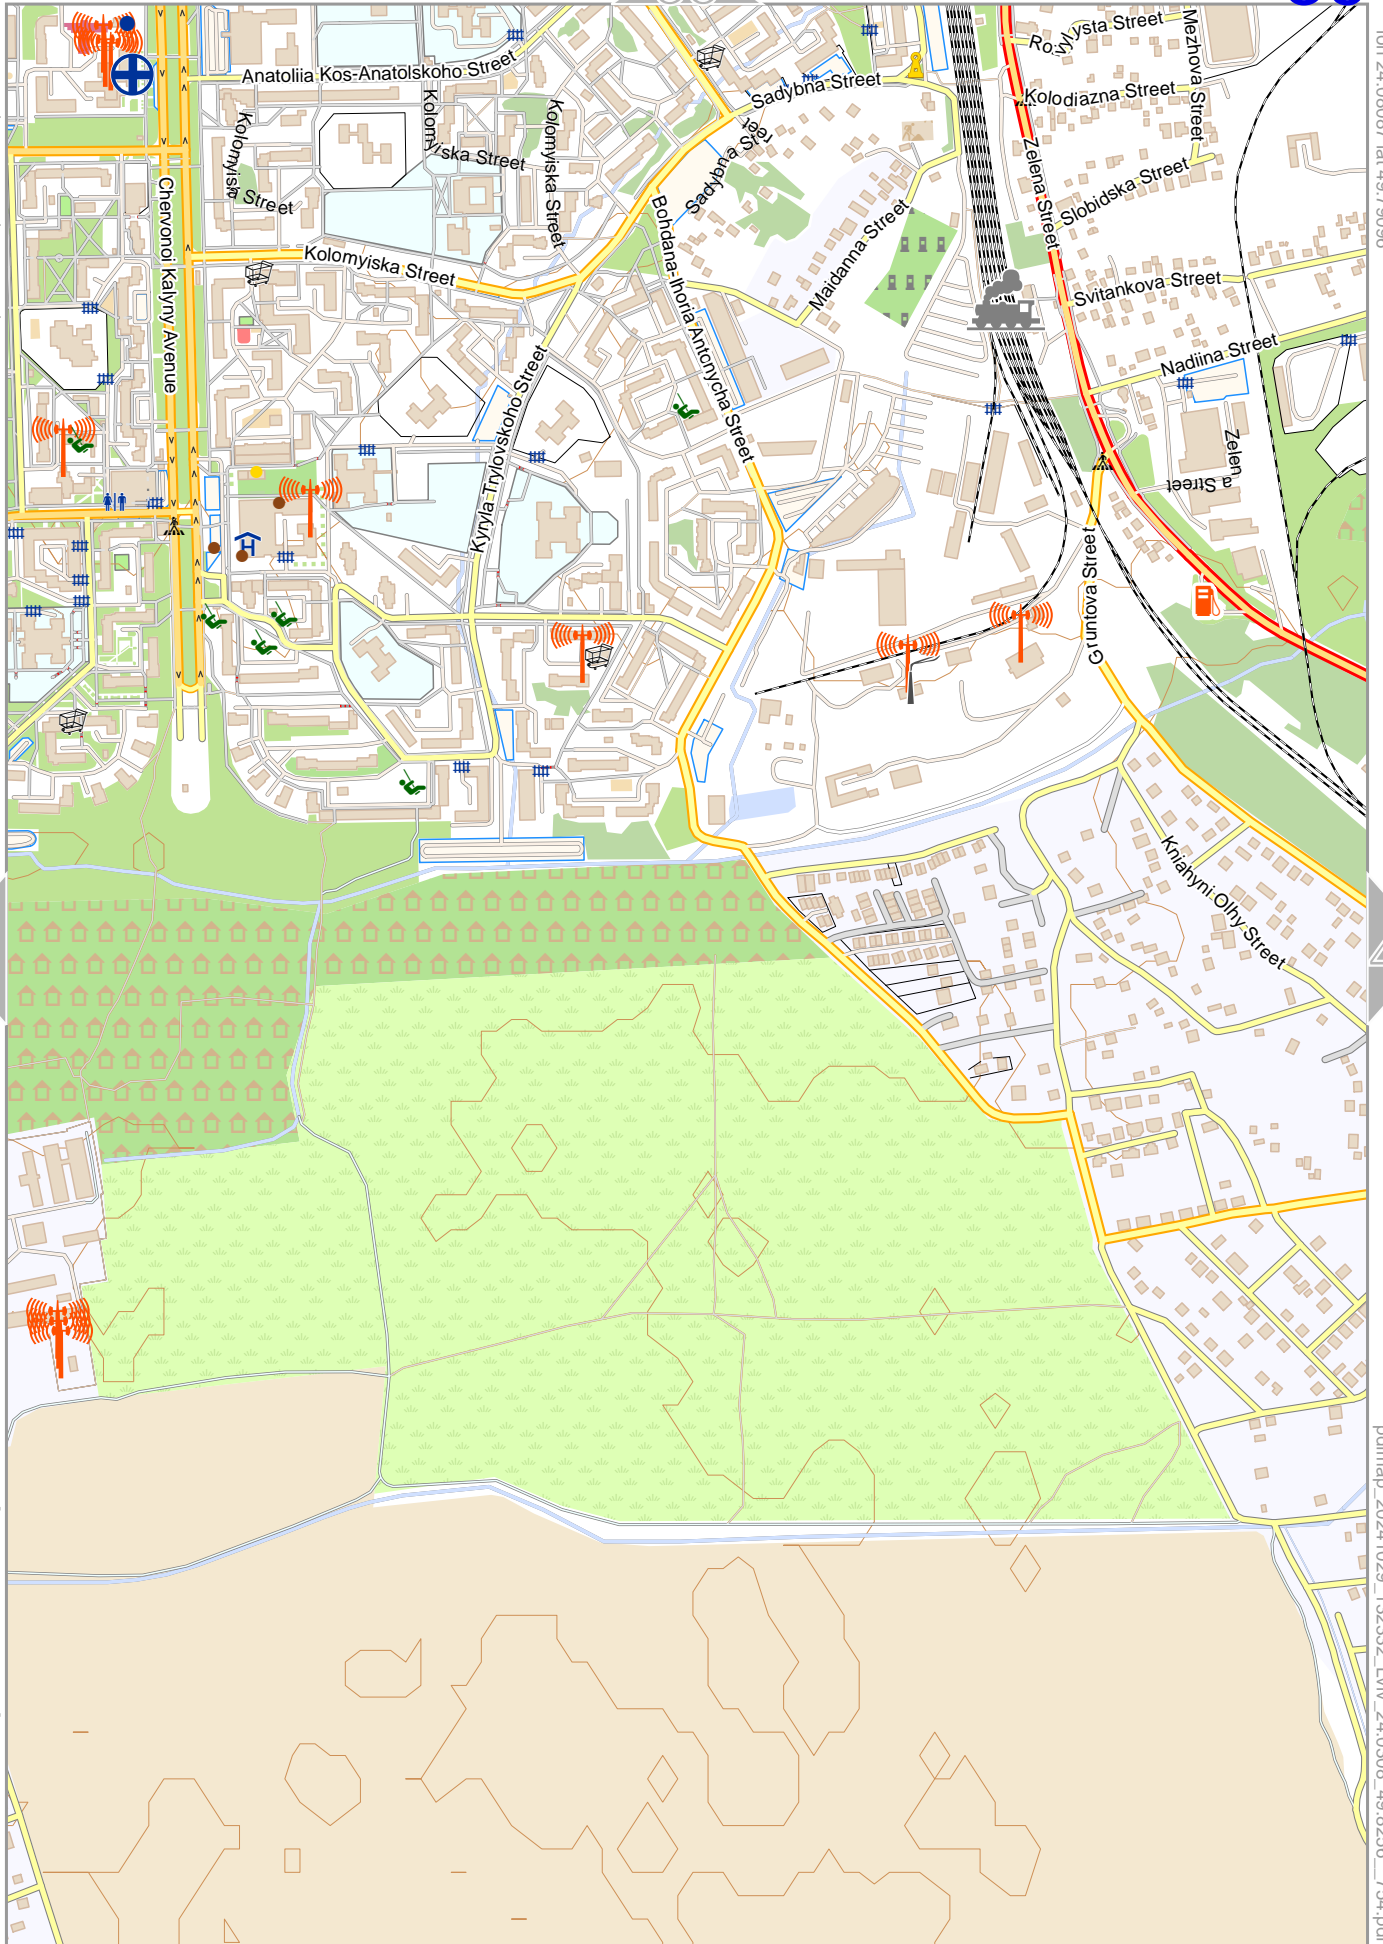 Rozvylysta Street
Mezhova Street
Anatoliia Kos-Anatolskoho Street
Sadybna Street
Kolodiazna Street
Kolomyiska Street
Kolomyiska Street
Kolomyiska Street
Sadybna Street
Zelena Street
Slobidska Street
Chervonoi Kalyny Avenue
Kolomyiska Street
Bohdana-Ihoria Antonycha Street
Maidanna Street
Svitankova Street
Nadiina Street
Kyryla Trylovskoho Street
Zelena Street
Gruntova Street
H
Kniahyni Olhy Street